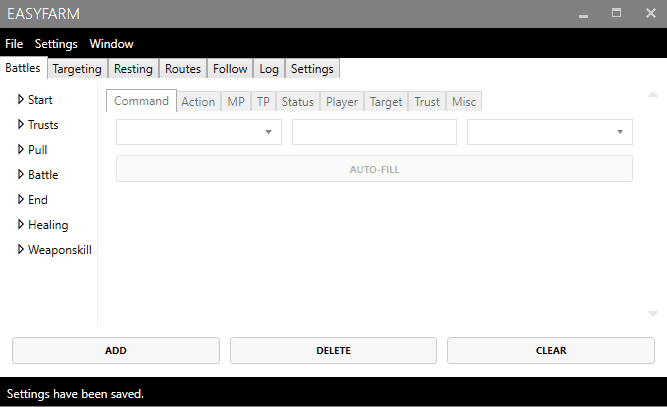 EASYFARM
File Settings Window
Battles Targeting Resting Routes Follow Log Settings
Start
Trusts
Pull
Battle
End
Healing
Weaponskill
Command Action MP TP Status Player Target Trust Misc
AUTO-FILL
ADD DELETE CLEAR
Settings have been saved.